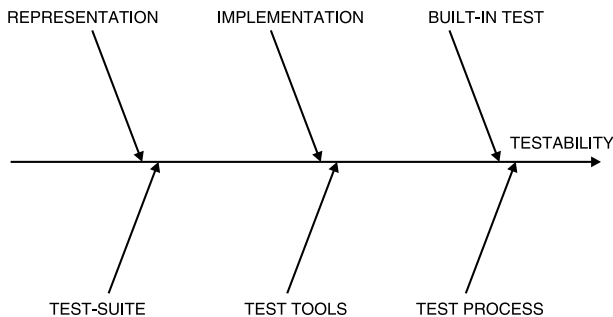 REPRESENTATION
IMPLEMENTATION
BUILT-IN TEST
TESTABILITY
TEST-SUITE
TEST TOOLS
TEST PROCESS